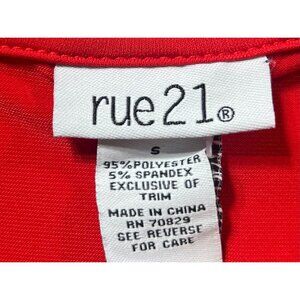 rue21®
S
95% POLYESTER
5% SPANDEX
EXCLUSIVE OF
TRIM
MADE IN CHINA
RN 70829
SEE REVERSE
FOR CARE